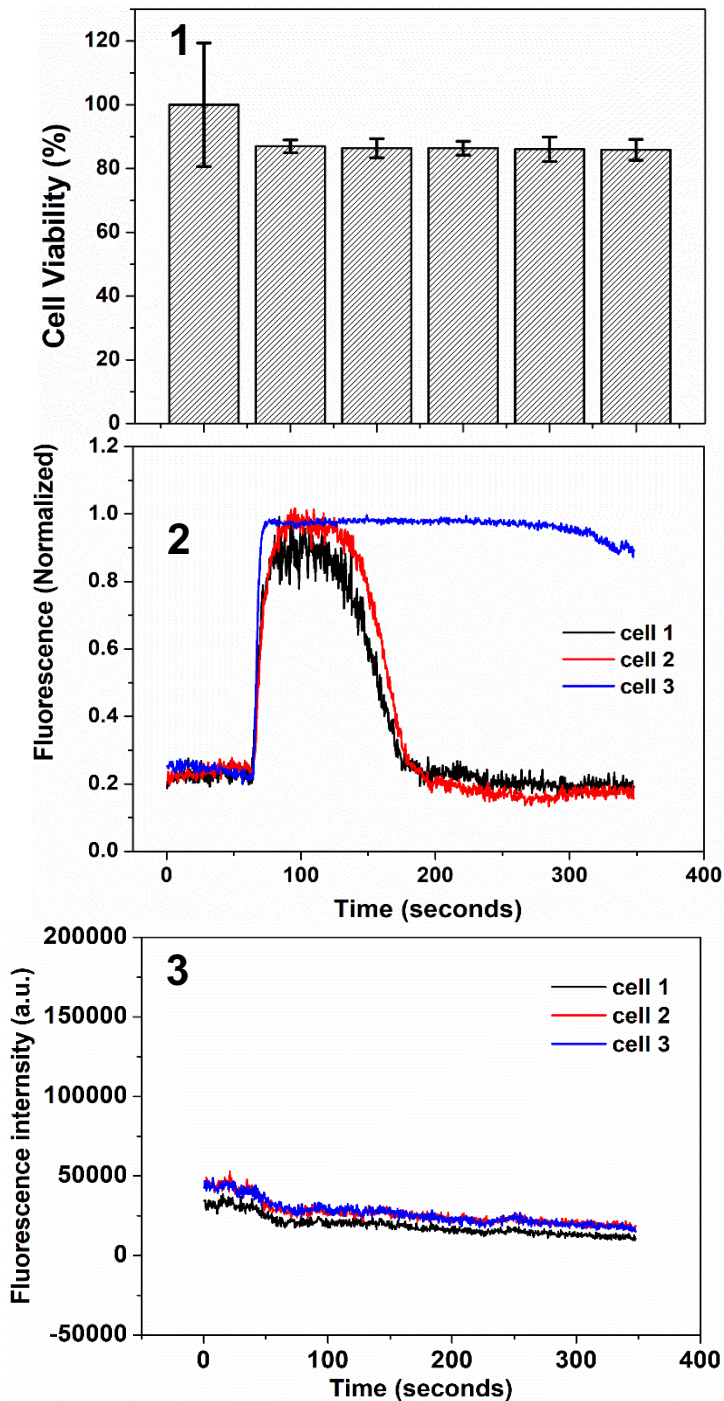 1
Cell Viability (%)
120
100
80
60
40
20
0
2
Fluorescence (Normalized)
1.2
1.0
0.8
0.6
0.4
0.2
0.0
cell 1
cell 2
cell 3
0 100 200 300 400
Time (seconds)
3
Fluorescence internsity (a.u.)
200000
150000
100000
50000
0
-50000
cell 1
cell 2
cell 3
0 100 200 300 400
Time (seconds)